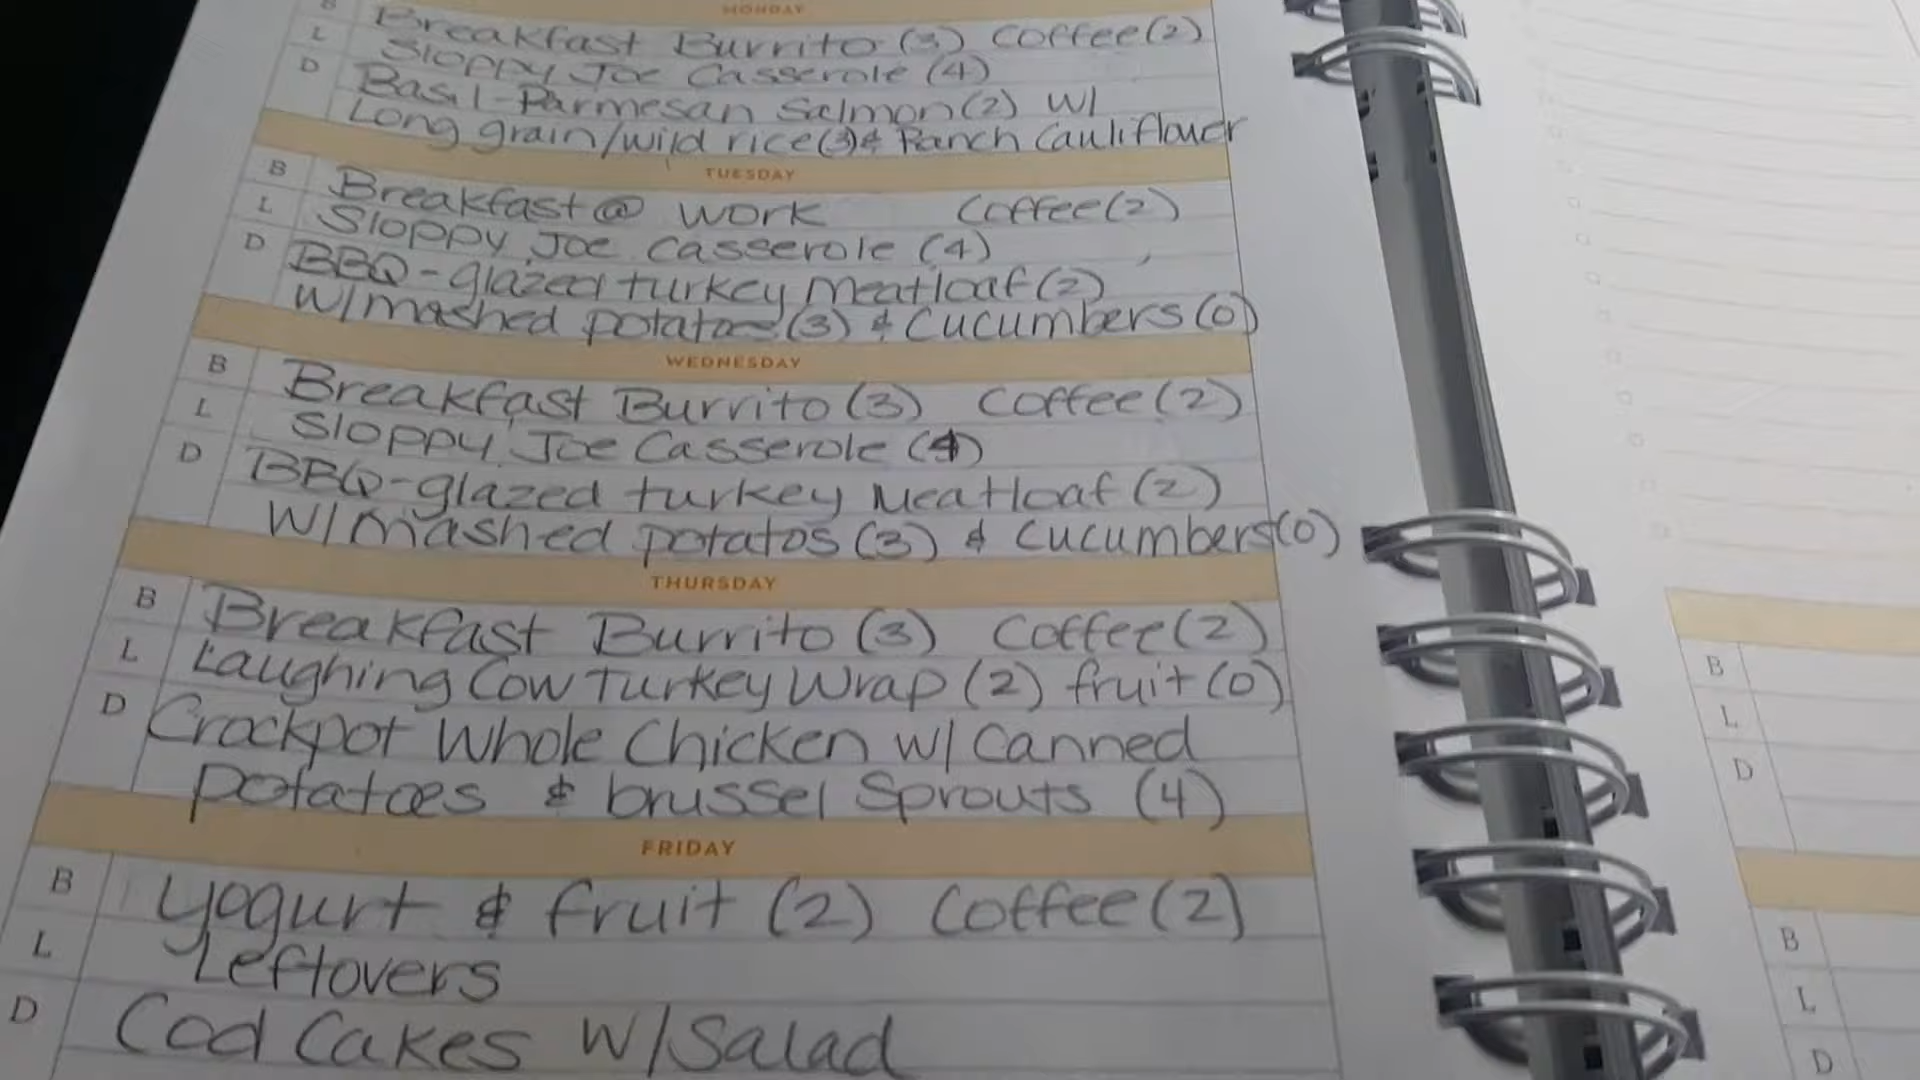 MONDAY
B Breakfast Burrito (3) Coffee (2)
L Sloppy Joe Casserole (4)
D Basil-Parmesan Salmon (2) W/
Long grain/wild rice (3) & Ranch Cauliflower
TUESDAY
B Breakfast @ work Coffee (2)
L Sloppy Joe Casserole (4)
D BBQ-glazed turkey Meatloaf (2)
W/mashed potatoes (3) & Cucumbers (0)
WEDNESDAY
B Breakfast Burrito (3) Coffee (2)
L Sloppy Joe Casserole (4)
D BBQ-glazed turkey Meatloaf (2)
W/Mashed potatos (3) & Cucumbers (0)
THURSDAY
B Breakfast Burrito (3) Coffee (2)
L Laughing Cow Turkey Wrap (2) fruit (0)
D Crockpot Whole Chicken w/ Canned
potatoes & brussel Sprouts (4)
FRIDAY
B Yogurt & fruit (2) Coffee (2)
L Leftovers
D Cod Cakes W/Salad
B
L
D
B
L
D